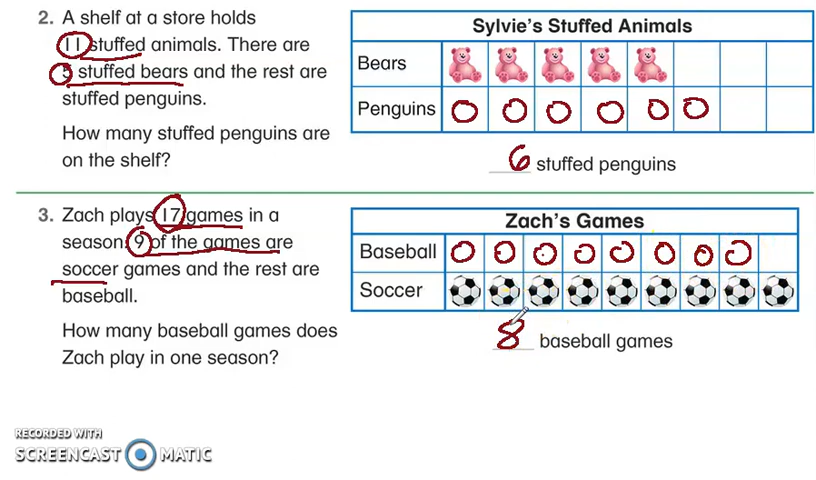 2. A shelf at a store holds
11 stuffed animals. There are
5 stuffed bears and the rest are
stuffed penguins.
How many stuffed penguins are
on the shelf?
Sylvie's Stuffed Animals
Bears
Penguins
6 stuffed penguins
3. Zach plays 17 games in a
season. 9 of the games are
soccer games and the rest are
baseball.
How many baseball games does
Zach play in one season?
Zach's Games
Baseball
Soccer
8 baseball games
RECORDED WITH
SCREENCAST MATIC